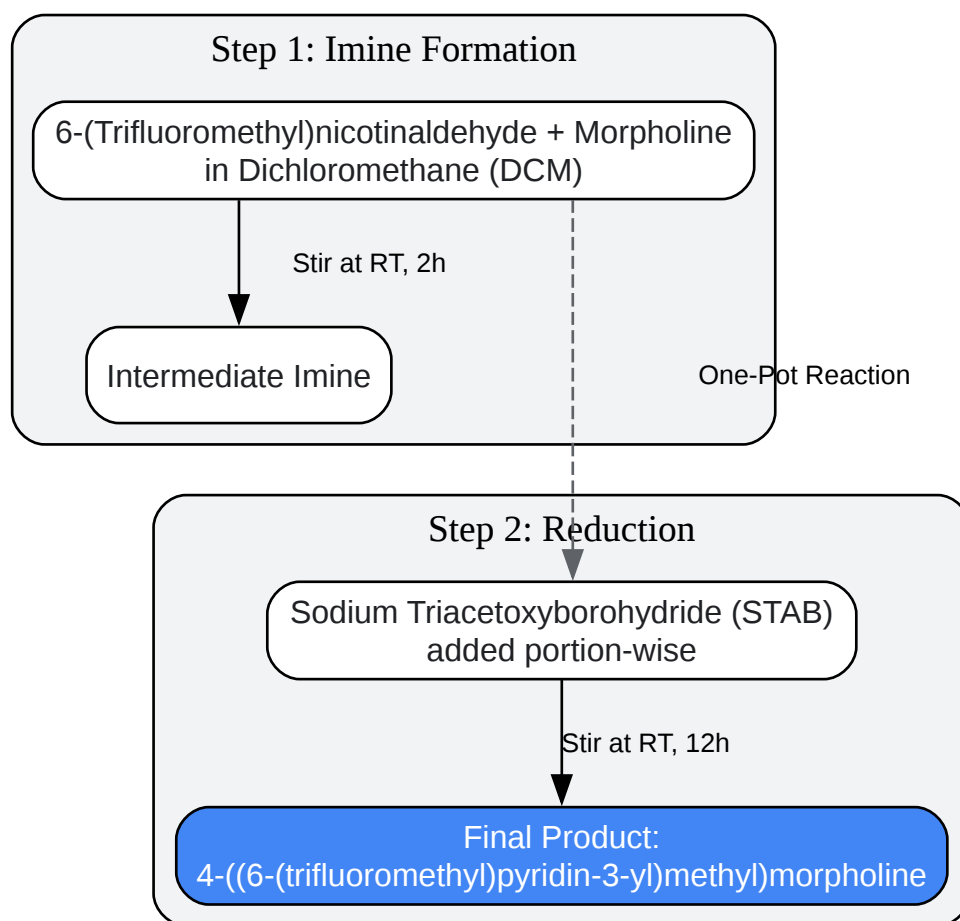 Step 1: Imine Formation
6-(Trifluoromethyl)nicotinaldehyde + Morpholine
in Dichloromethane (DCM)
Stir at RT, 2h
Intermediate Imine
One-Pot Reaction
Step 2: Reduction
Sodium Triacetoxyborohydride (STAB)
added portion-wise
Stir at RT, 12h
Final Product:
4-((6-(trifluoromethyl)pyridin-3-yl)methyl)morpholine